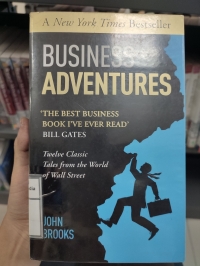 A New York Times Bestseller
BUSINESS
ADVENTURES
'THE BEST BUSINESS
BOOK I'VE EVER READ'
BILL GATES
Twelve Classic
Tales from the World
of Wall Street
JOHN
BROOKS